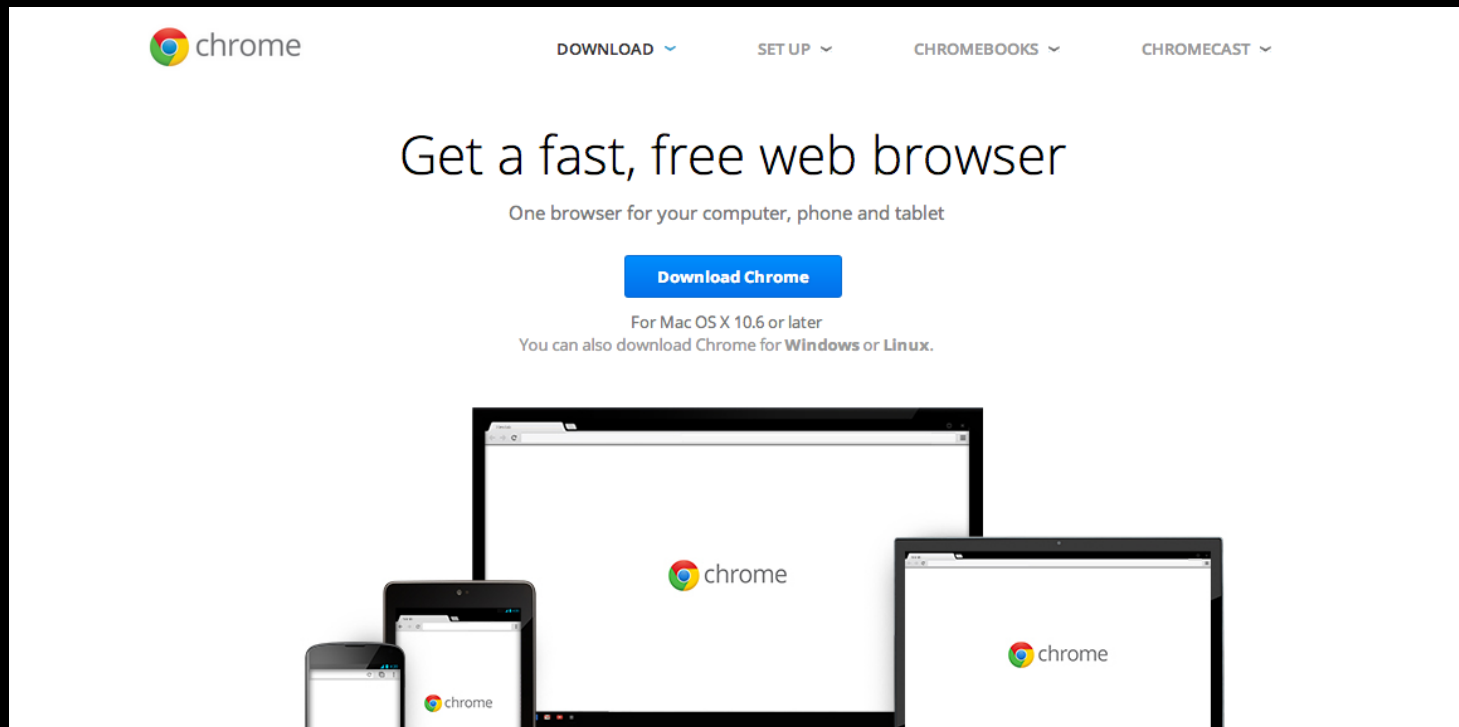 chrome
DOWNLOAD
SET UP
CHROMEBOOKS
CHROMECAST
Get a fast, free web browser
One browser for your computer, phone and tablet
Download Chrome
For Mac OS X 10.6 or later
You can also download Chrome for Windows or Linux.
chrome
chrome
chrome